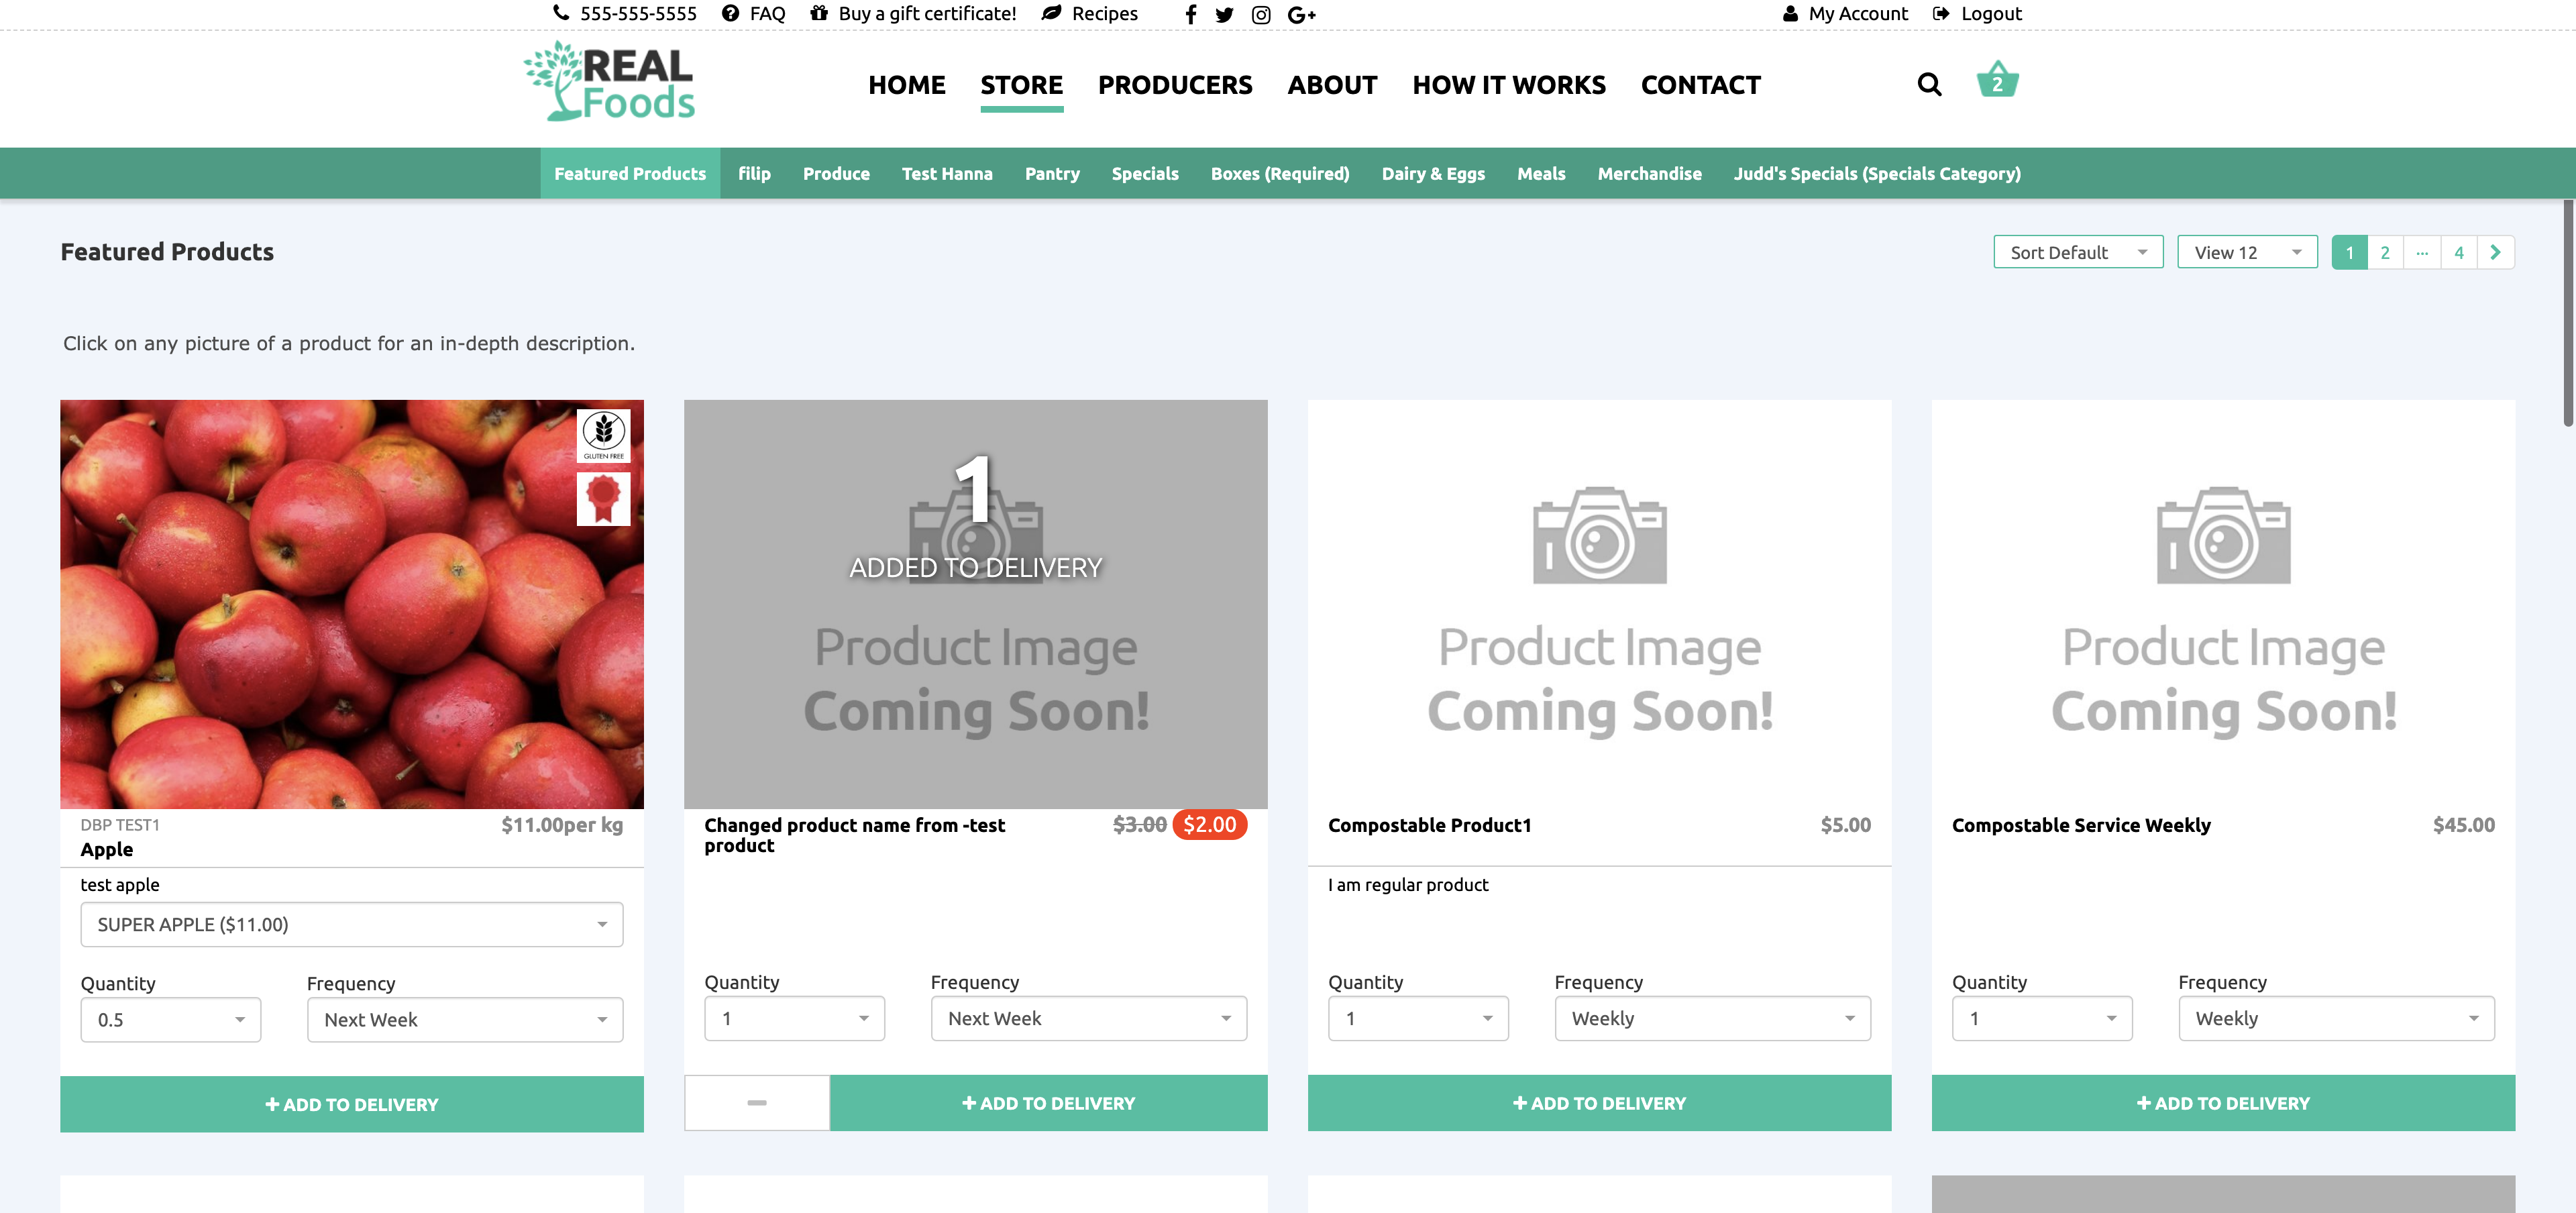 555-555-5555 FAQ Buy a gift certificate! Recipes My Account Logout
REAL
Foods
HOME STORE PRODUCERS ABOUT HOW IT WORKS CONTACT 2
Featured Products filip Produce Test Hanna Pantry Specials Boxes (Required) Dairy & Eggs Meals Merchandise Judd's Specials (Specials Category)
Featured Products Sort Default View 12 1 2 ... 4
Click on any picture of a product for an in-depth description.
GLUTEN FREE
DBP TEST1 $11.00per kg
Apple
test apple
SUPER APPLE ($11.00)
Quantity Frequency
0.5 Next Week
+ ADD TO DELIVERY
1
ADDED TO DELIVERY
Product Image
Coming Soon!
Changed product name from -test $3.00 $2.00
product
Quantity Frequency
1 Next Week
+ ADD TO DELIVERY
Product Image
Coming Soon!
Compostable Product1 $5.00
I am regular product
Quantity Frequency
1 Weekly
+ ADD TO DELIVERY
Product Image
Coming Soon!
Compostable Service Weekly $45.00
Quantity Frequency
1 Weekly
+ ADD TO DELIVERY